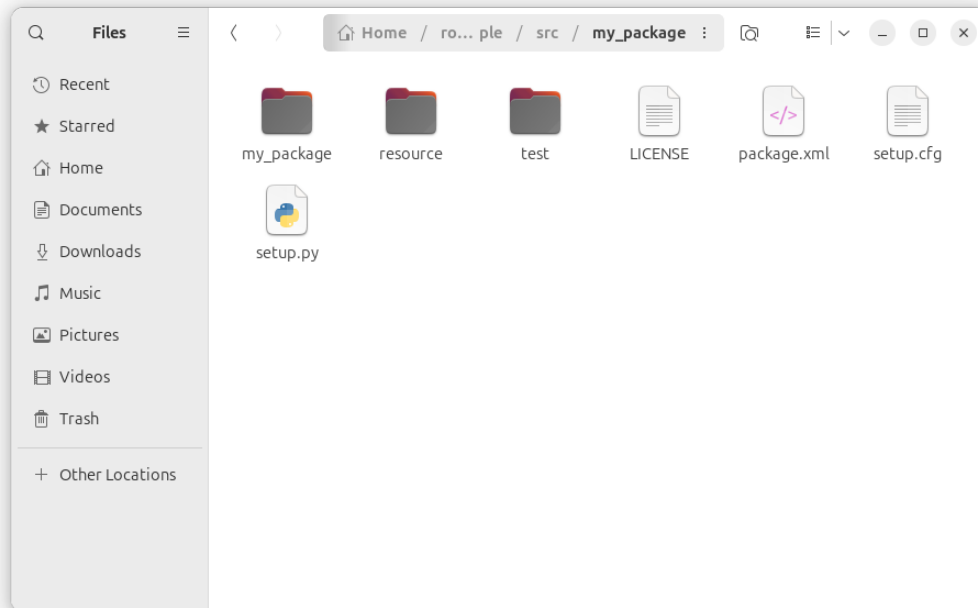 Files
Home / ro... ple / src / my_package
Recent
Starred
Home
Documents
Downloads
Music
Pictures
Videos
Trash
Other Locations
my_package resource test LICENSE package.xml setup.cfg
setup.py